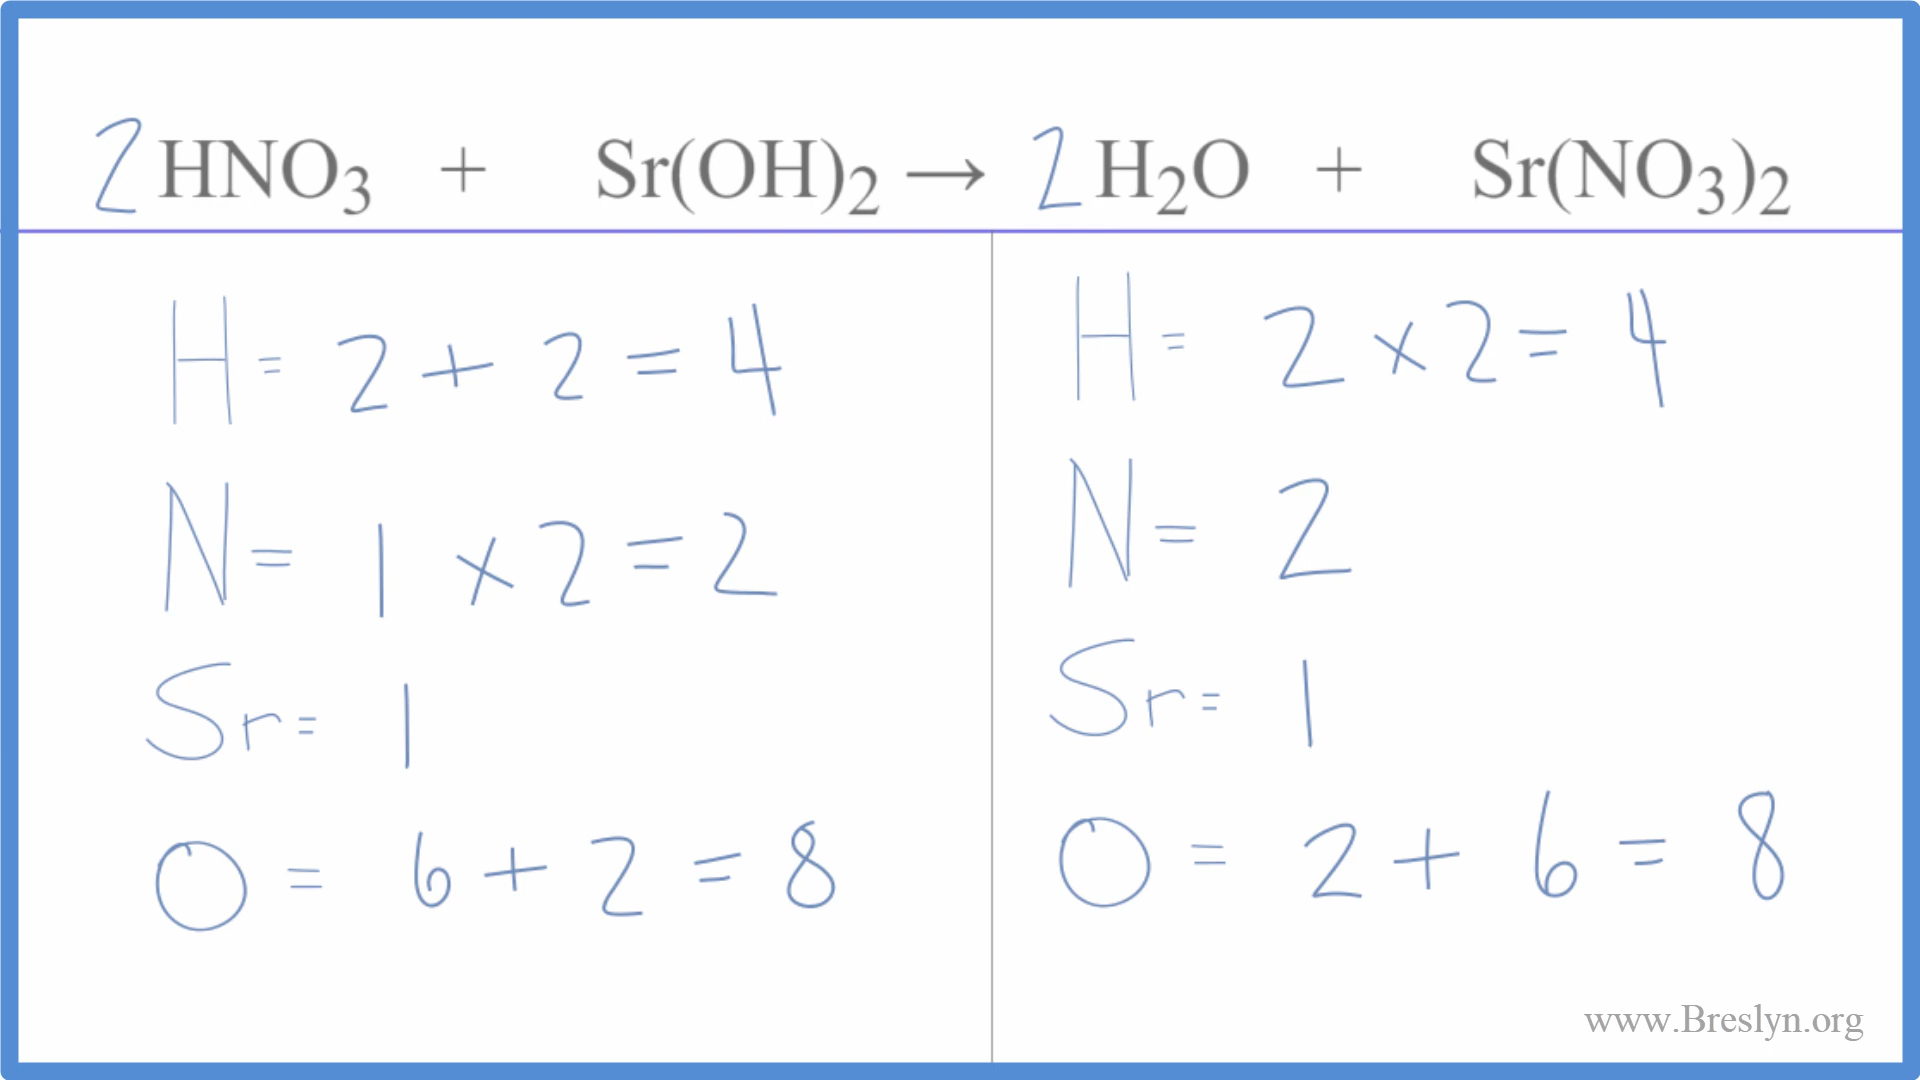 2 HNO₃ + Sr(OH)₂ → 2 H₂O + Sr(NO₃)₂
H = 2 + 2 = 4
N = 1 × 2 = 2
Sr = 1
O = 6 + 2 = 8
H = 2 × 2 = 4
N = 2
Sr = 1
O = 2 + 6 = 8
www.Breslyn.org